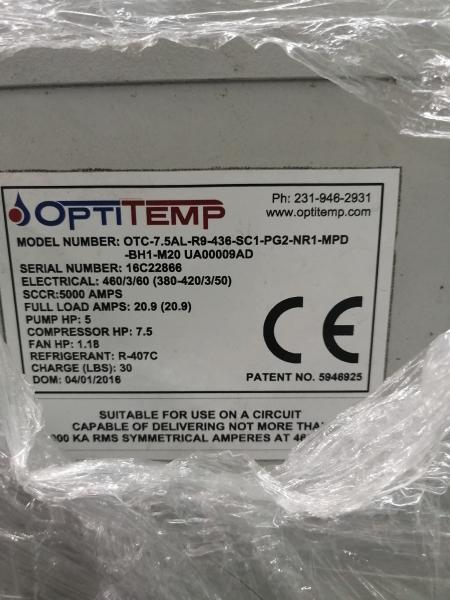 OPTITEMP
Ph: 231-946-2931
www.optitemp.com
MODEL NUMBER: OTC-7.5AL-R9-436-SC1-PG2-NR1-MPD
-BH1-M20 UA00009AD
SERIAL NUMBER: 16C22866
ELECTRICAL: 460/3/60 (380-420/3/50)
SCCR:5000 AMPS
FULL LOAD AMPS: 20.9 (20.9)
PUMP HP: 5
COMPRESSOR HP: 7.5
FAN HP: 1.18
REFRIGERANT: R-407C
CHARGE (LBS): 30
DOM: 04/01/2016
CE
PATENT NO. 5946925
SUITABLE FOR USE ON A CIRCUIT
CAPABLE OF DELIVERING NOT MORE THAN
KA RMS SYMMETRICAL AMPERES AT